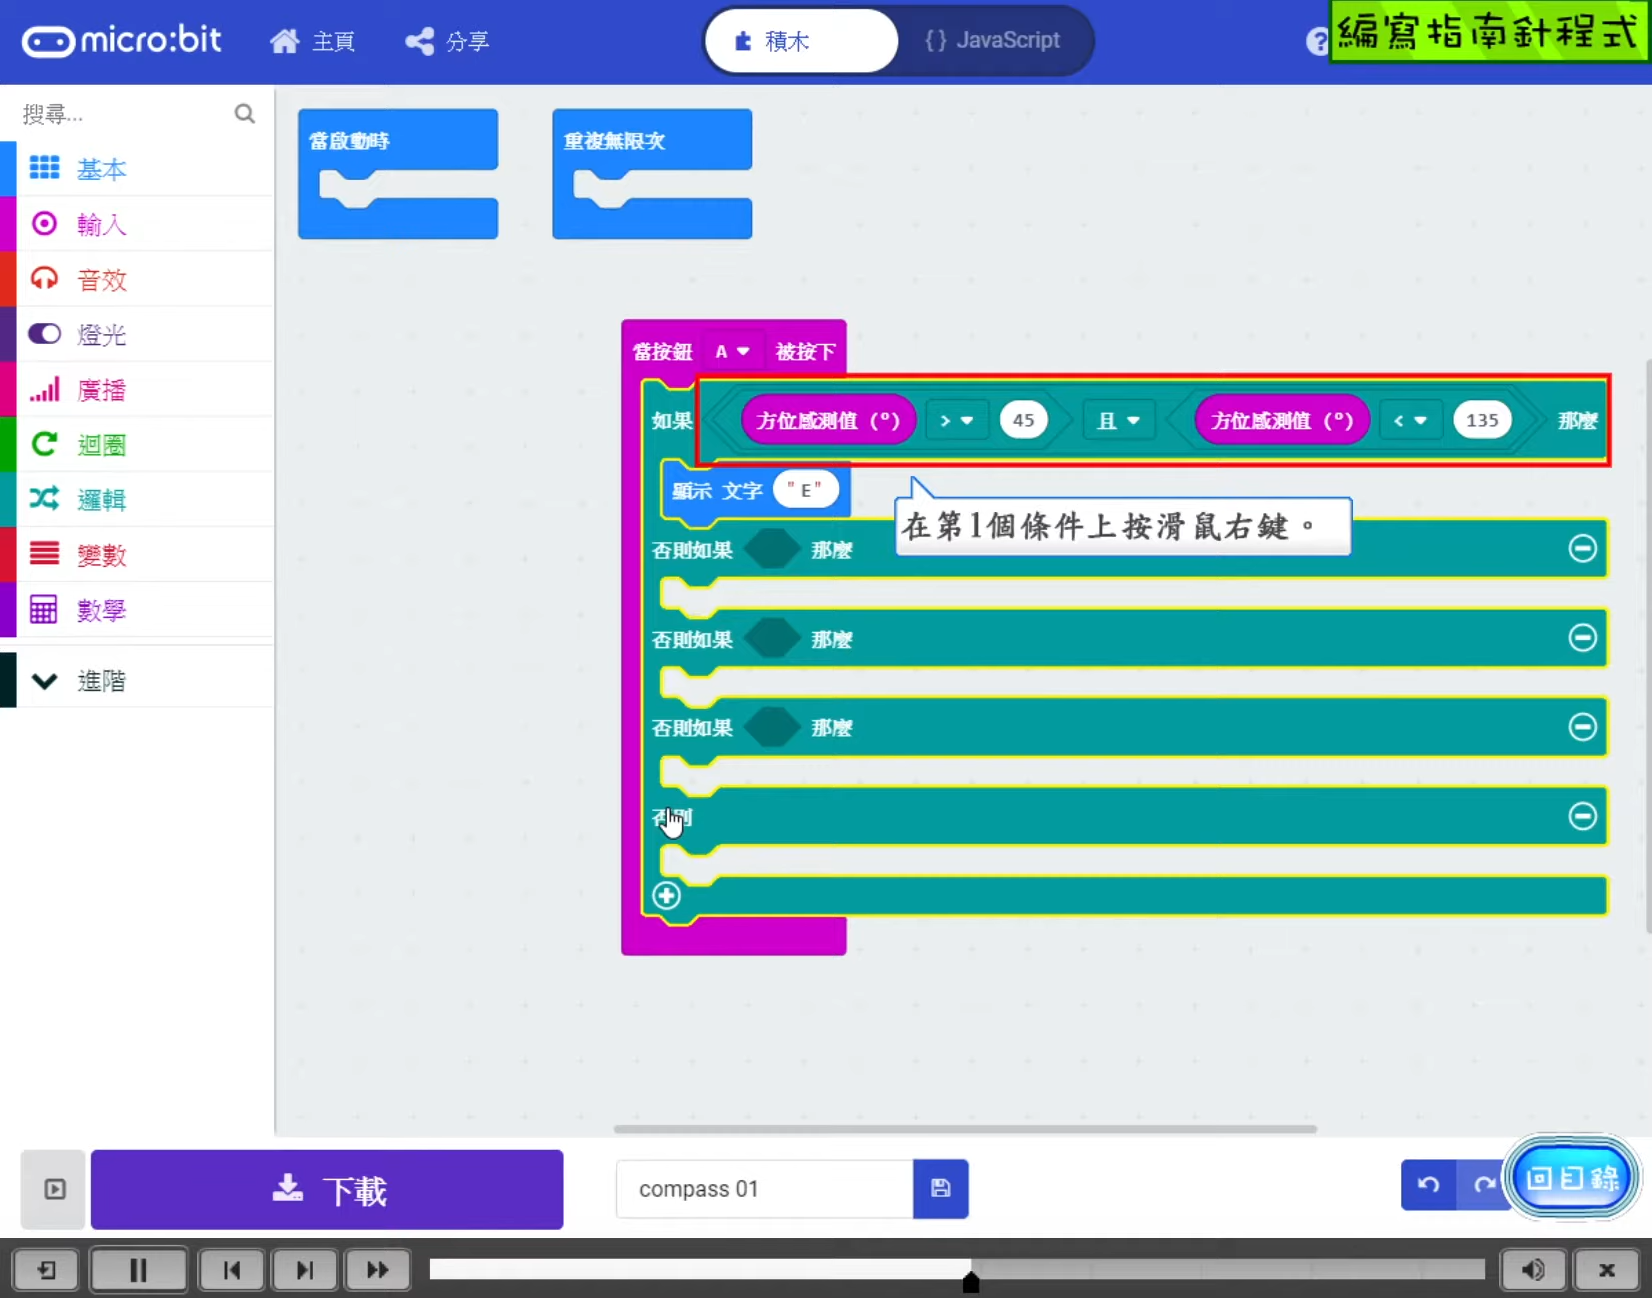 micro:bit
主頁
分享
積木
{} JavaScript
?
編寫指南針程式
搜尋...
基本
輸入
音效
燈光
廣播
迴圈
邏輯
變數
數學
進階
當啟動時
重複無限次
當按鈕 A 被按下
如果 方位感測值 (°) > 45 且 方位感測值 (°) < 135 那麼
顯示 文字 "E"
在第1個條件上按滑鼠右鍵。
否則如果 那麼
否則如果 那麼
否則如果 那麼
否則
下載
compass 01
回目錄